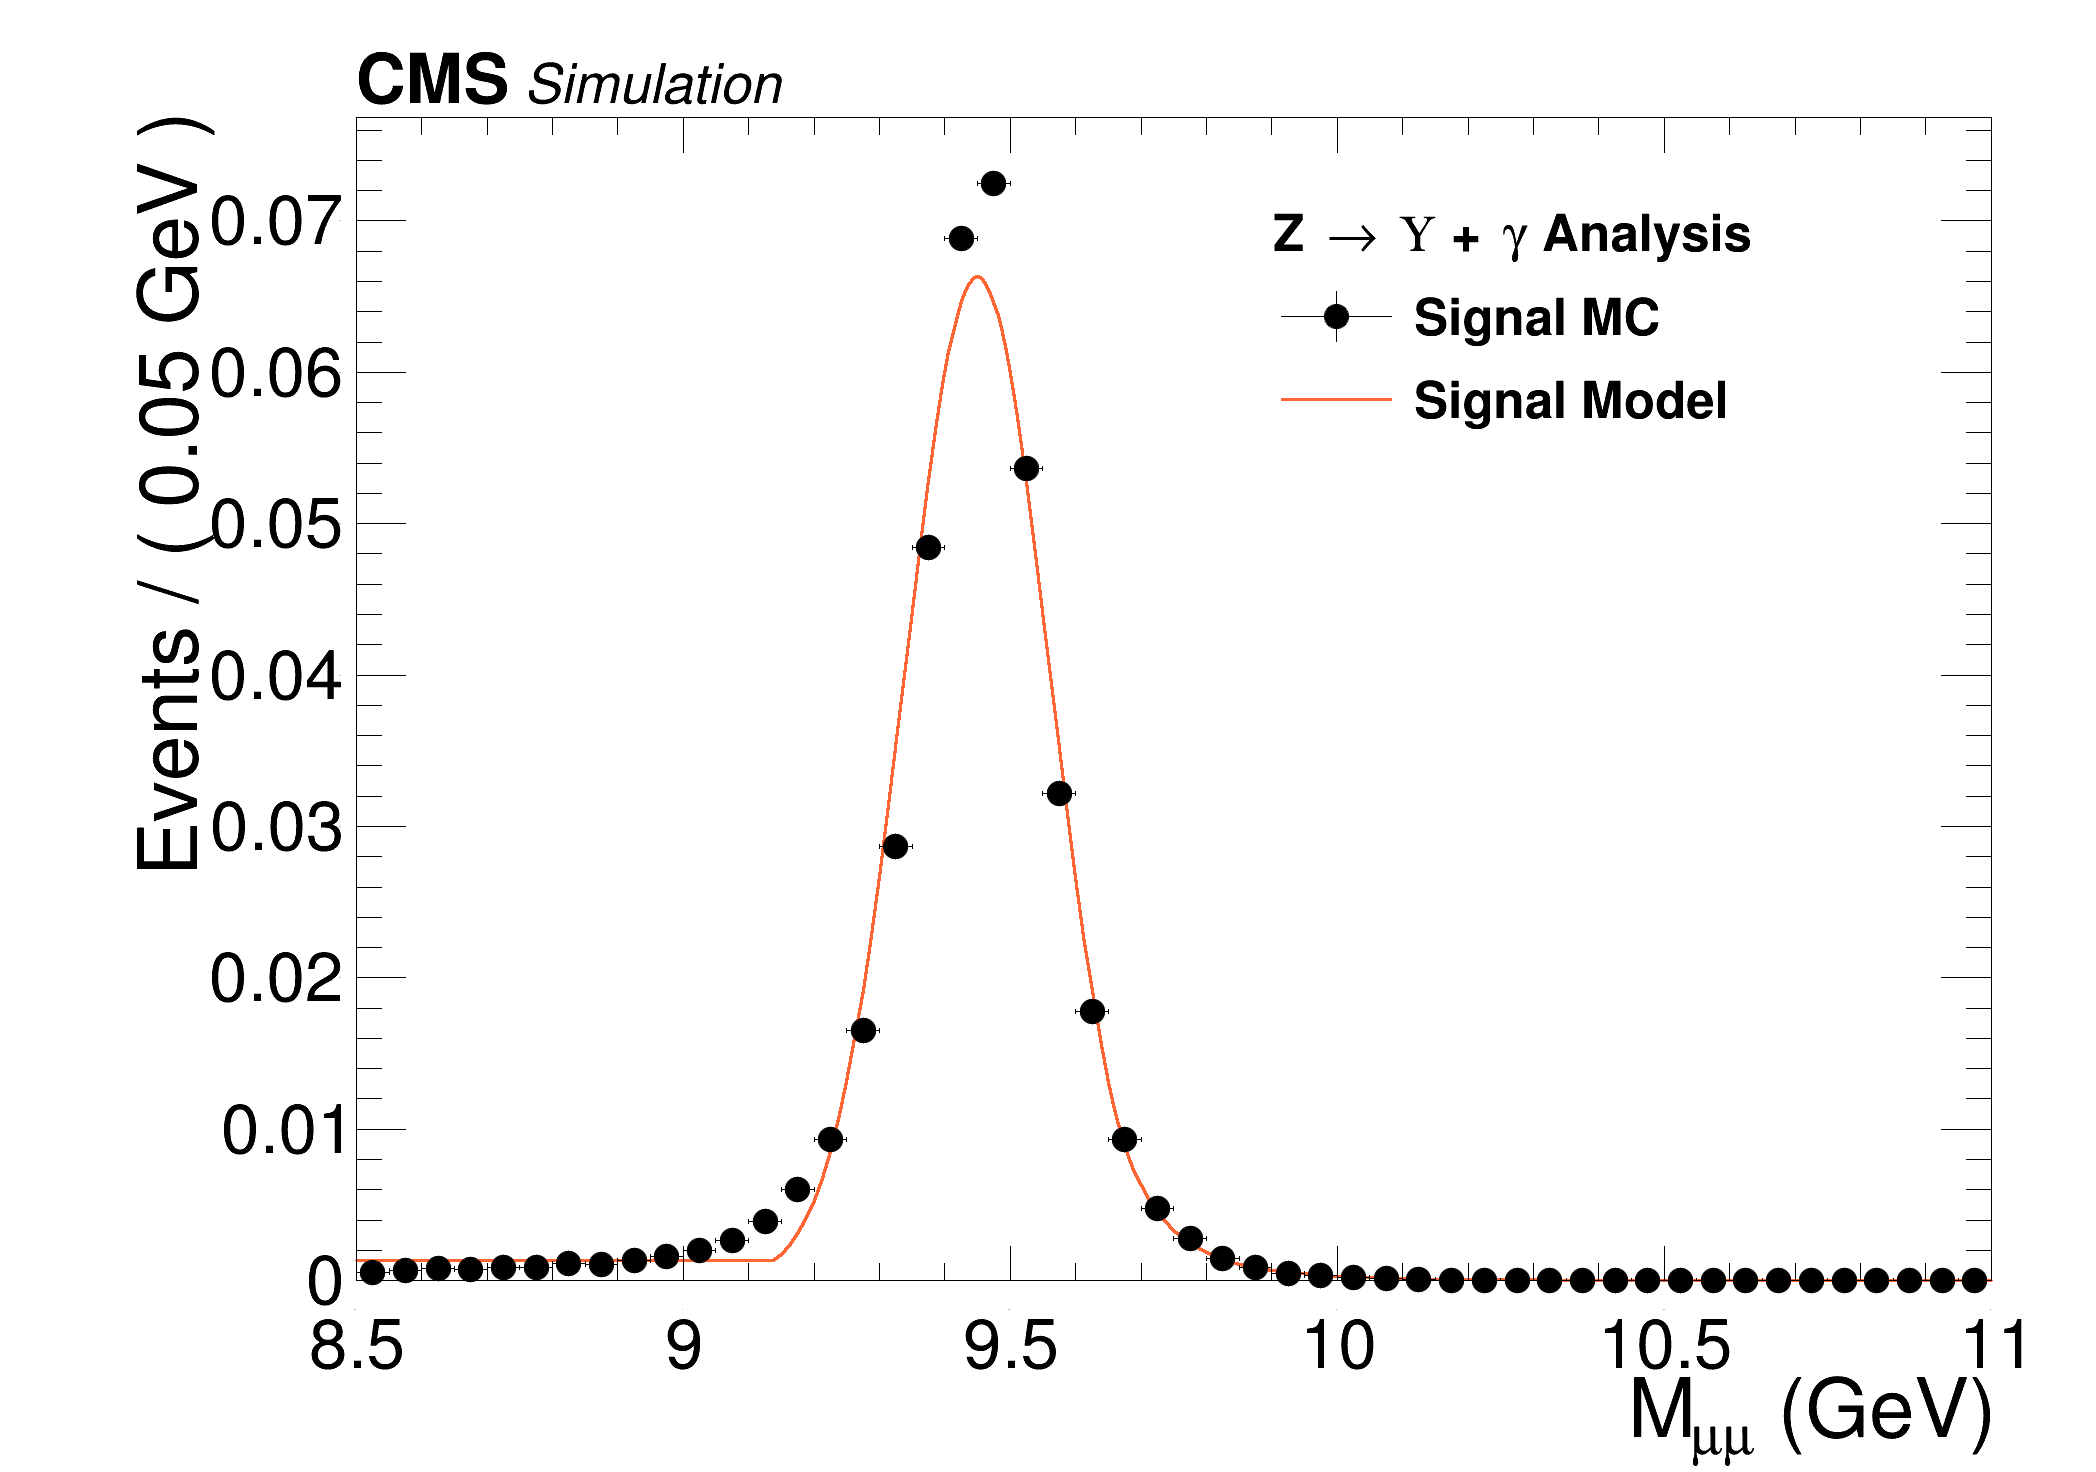 CMS Simulation
Events / ( 0.05 GeV )
0.07
0.06
0.05
0.04
0.03
0.02
0.01
0
Z → ϒ + γ Analysis
Signal MC
Signal Model
8.5 9 9.5 10 10.5 11
Mμμ (GeV)